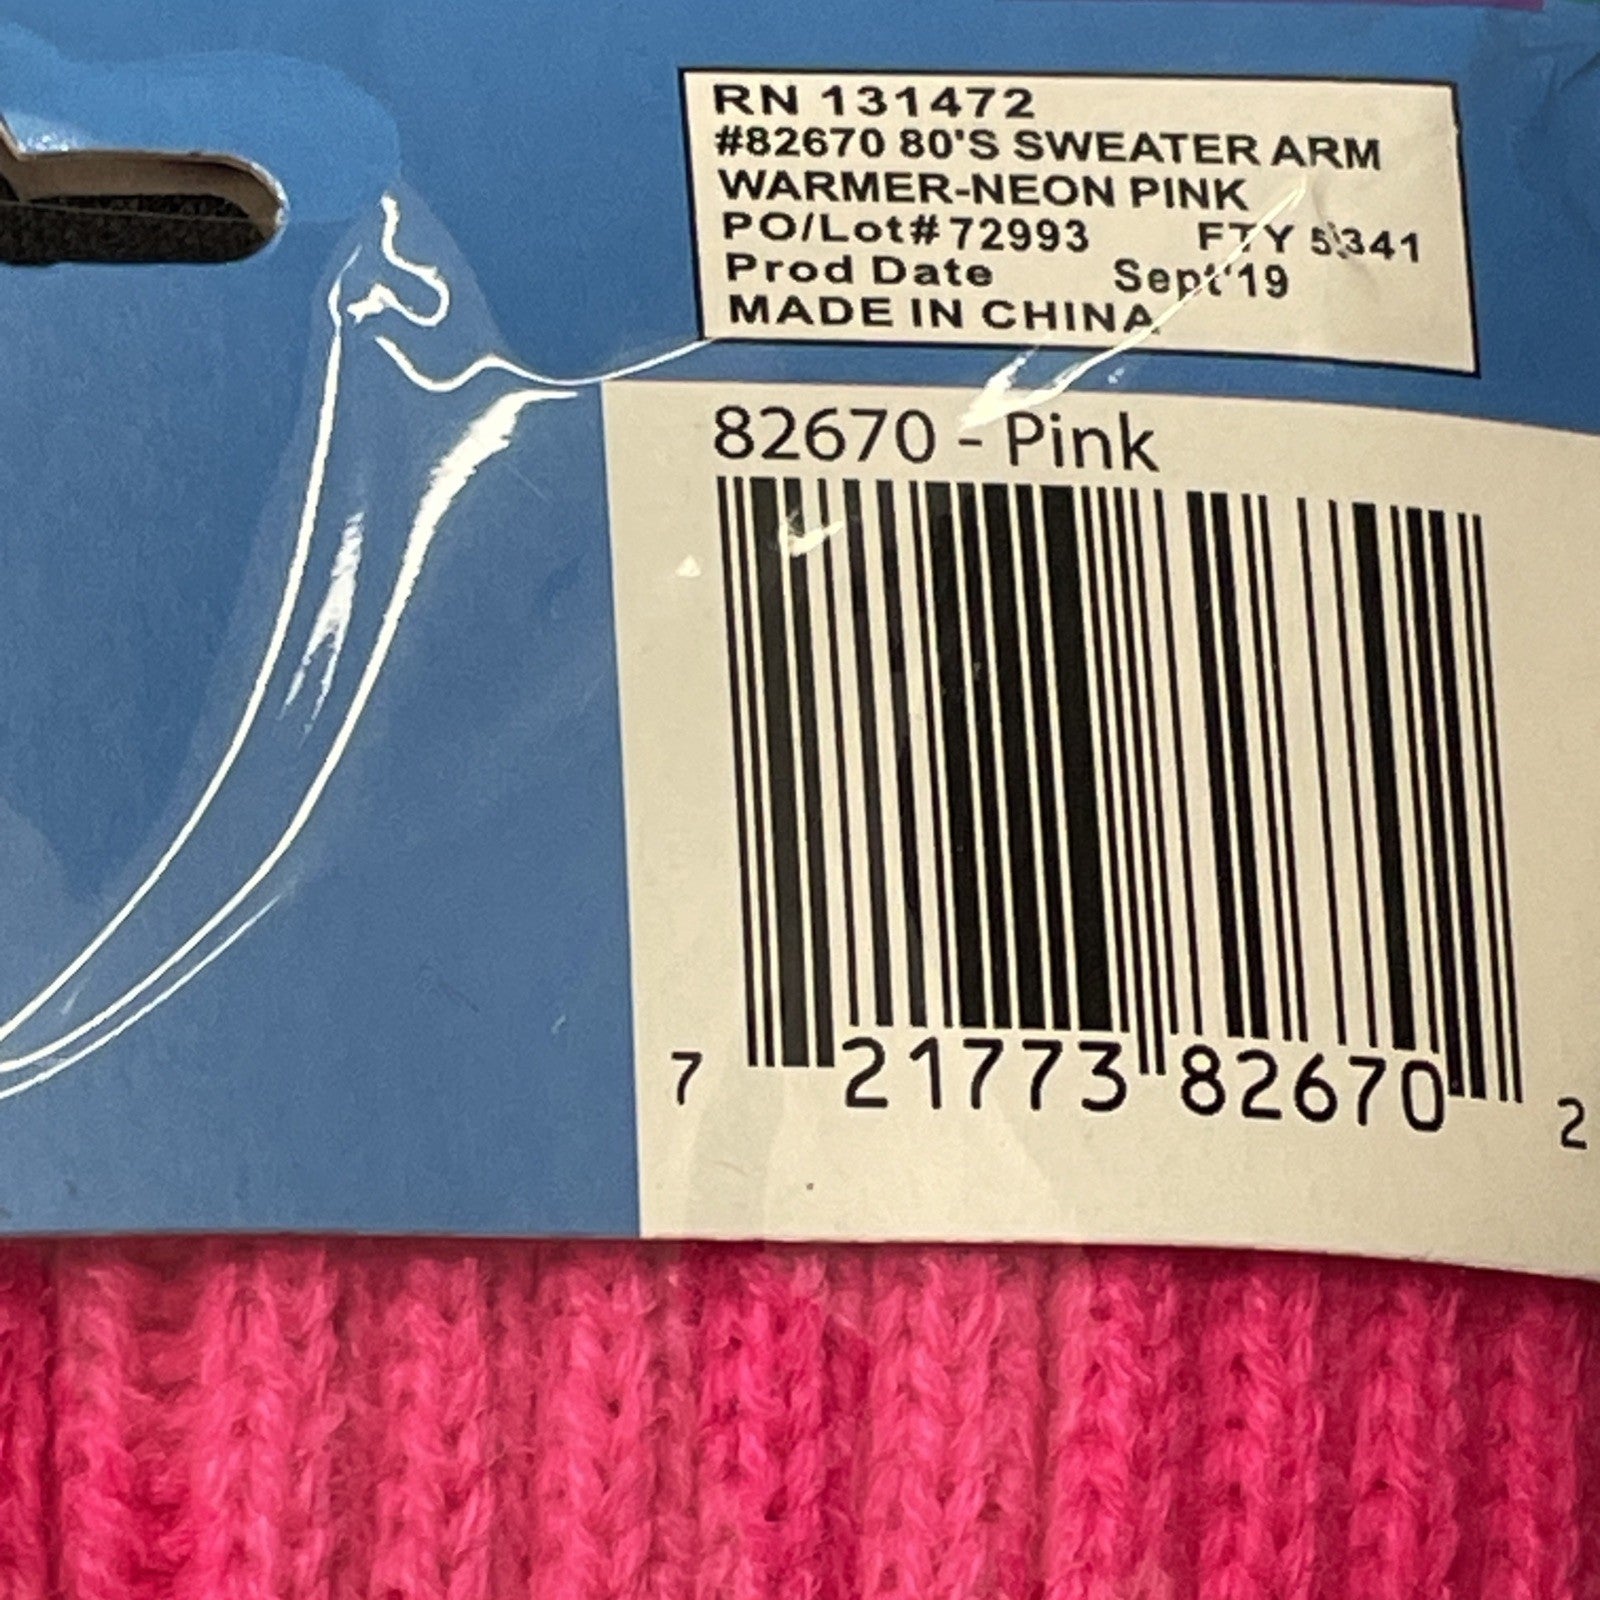 RN 131472
#82670 80'S SWEATER ARM
WARMER-NEON PINK
PO/Lot# 72993 FTY 5341
Prod Date Sept'19
MADE IN CHINA
82670 - Pink
7 21773 82670 2